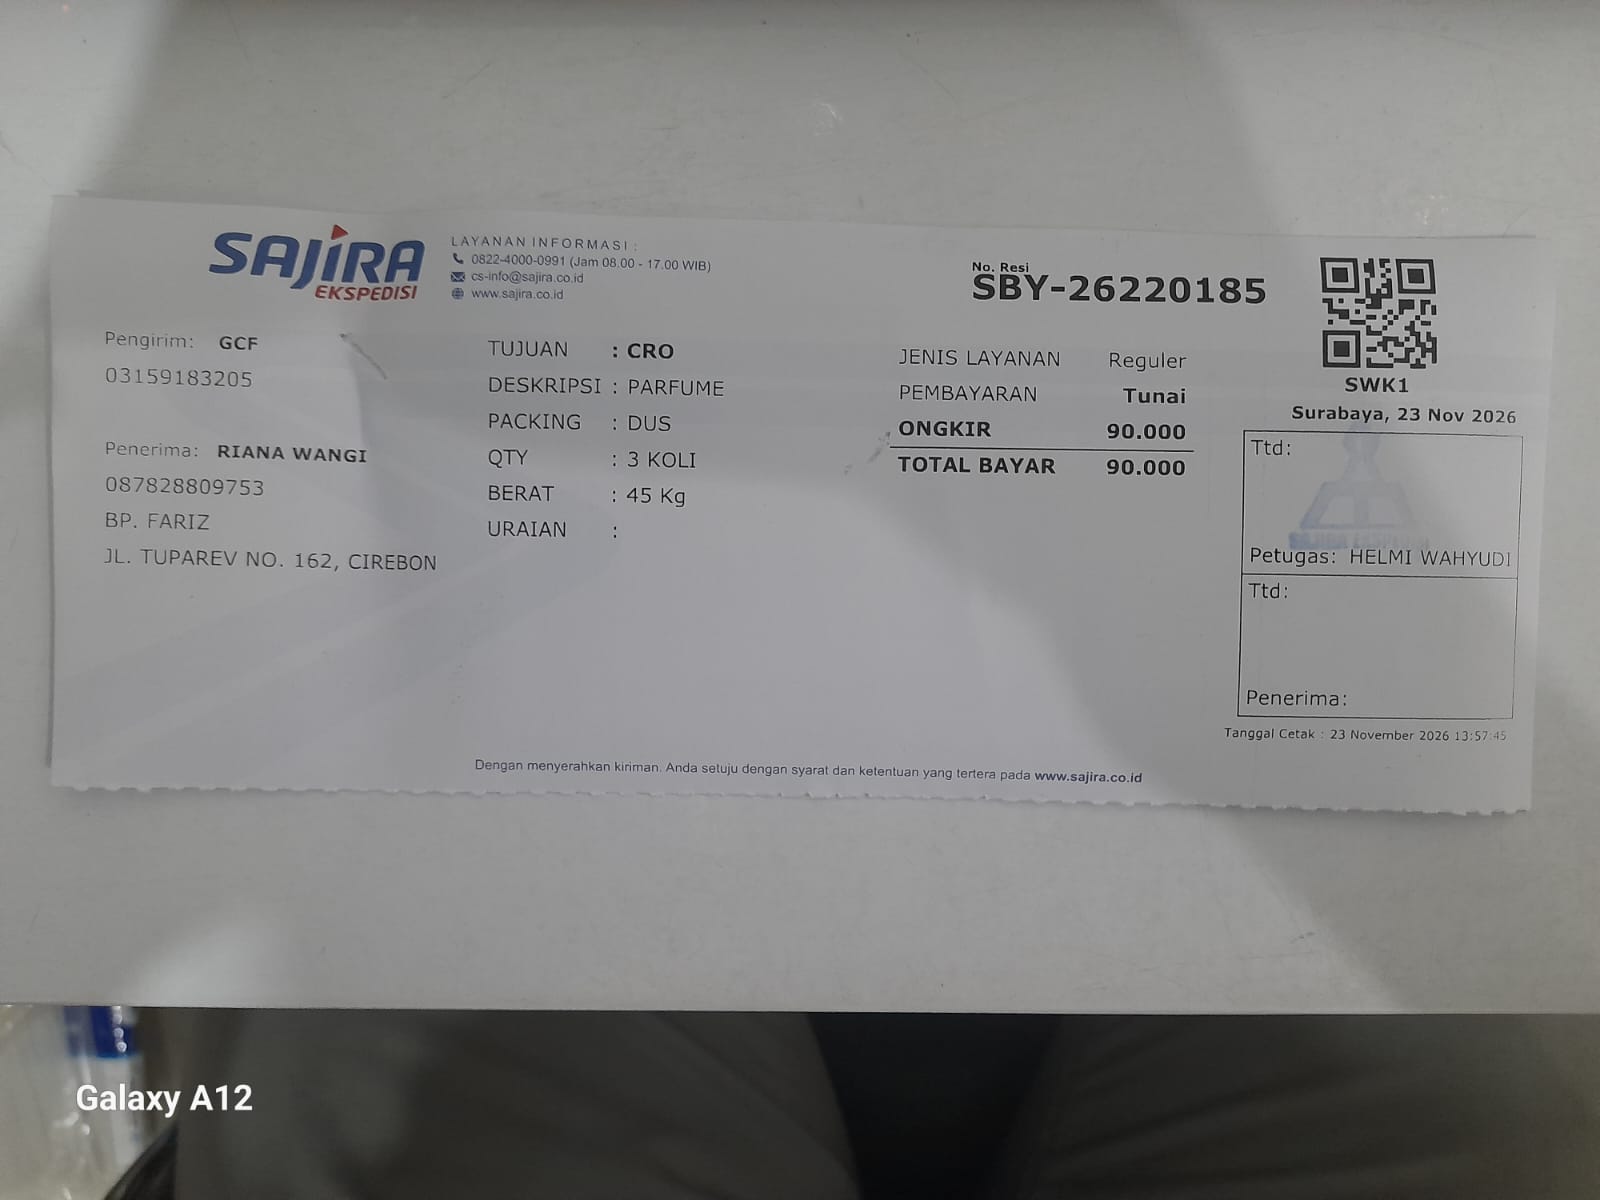 SAJIRA
EKSPEDISI
LAYANAN INFORMASI :
0822-4000-0991 (Jam 08.00 - 17.00 WIB)
cs-info@sajira.co.id
www.sajira.co.id
No. Resi
SBY-26220185
SWK1
Surabaya, 23 Nov 2026
Pengirim: GCF
03159183205
Penerima: RIANA WANGI
087828809753
BP. FARIZ
JL. TUPAREV NO. 162, CIREBON
TUJUAN : CRO
DESKRIPSI : PARFUME
PACKING : DUS
QTY : 3 KOLI
BERAT : 45 Kg
URAIAN :
JENIS LAYANAN Reguler
PEMBAYARAN Tunai
ONGKIR 90.000
TOTAL BAYAR 90.000
Ttd:
SAJIRA EKSPEDISI
Petugas: HELMI WAHYUDI
Ttd:
Penerima:
Tanggal Cetak : 23 November 2026 13:57:45
Dengan menyerahkan kiriman. Anda setuju dengan syarat dan ketentuan yang tertera pada www.sajira.co.id
Galaxy A12